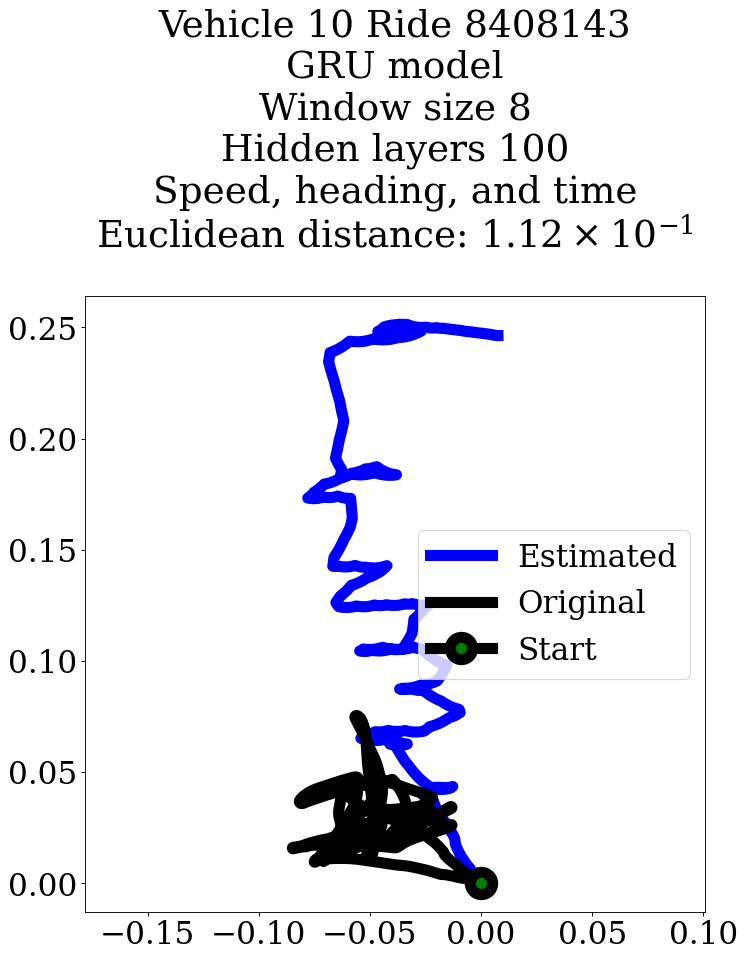 Vehicle 10 Ride 8408143
GRU model
Window size 8
Hidden layers 100
Speed, heading, and time
Euclidean distance: 1.12 × 10⁻¹
0.25
0.20
0.15
0.10
0.05
0.00
Estimated
Original
Start
−0.15 −0.10 −0.05 0.00 0.05 0.10